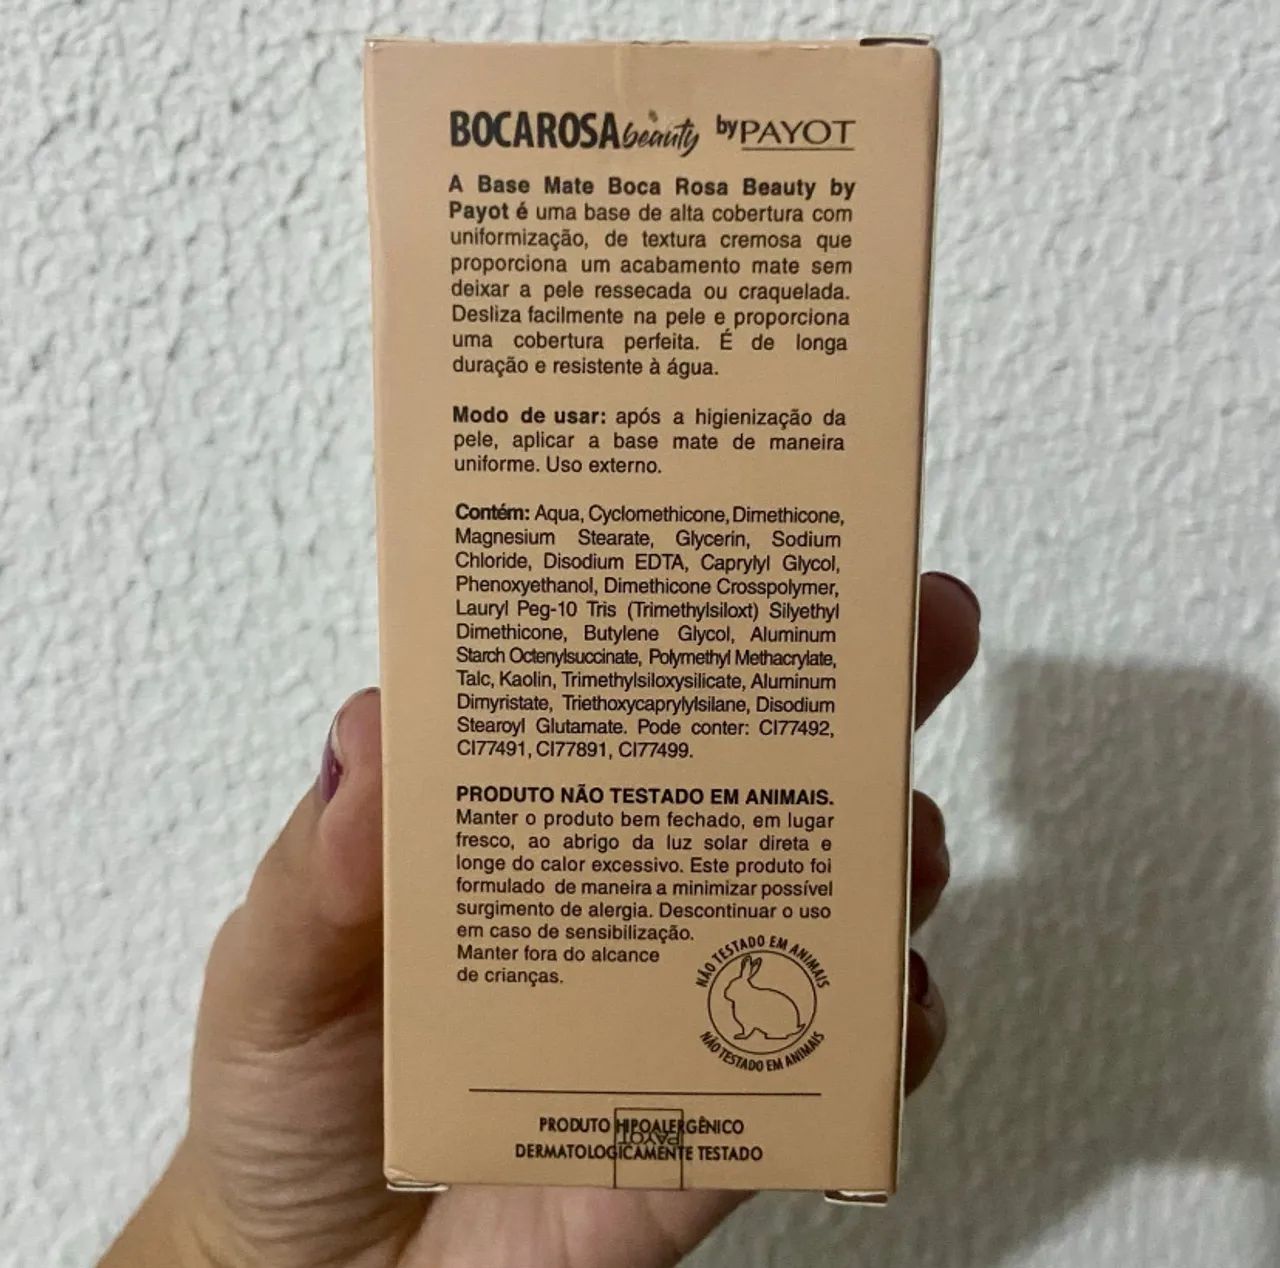 BOCAROSA beauty by PAYOT
A Base Mate Boca Rosa Beauty by
Payot é uma base de alta cobertura com
uniformização, de textura cremosa que
proporciona um acabamento mate sem
deixar a pele ressecada ou craquelada.
Desliza facilmente na pele e proporciona
uma cobertura perfeita. É de longa
duração e resistente à água.
Modo de usar: após a higienização da
pele, aplicar a base mate de maneira
uniforme. Uso externo.
Contém: Aqua, Cyclomethicone, Dimethicone,
Magnesium Stearate, Glycerin, Sodium
Chloride, Disodium EDTA, Caprylyl Glycol,
Phenoxyethanol, Dimethicone Crosspolymer,
Lauryl Peg-10 Tris (Trimethylsiloxt) Silyethyl
Dimethicone, Butylene Glycol, Aluminum
Starch Octenylsuccinate, Polymethyl Methacrylate,
Talc, Kaolin, Trimethylsiloxysilicate, Aluminum
Dimyristate, Triethoxycaprylylsilane, Disodium
Stearoyl Glutamate. Pode conter: CI77492,
CI77491, CI77891, CI77499.
PRODUTO NÃO TESTADO EM ANIMAIS.
Manter o produto bem fechado, em lugar
fresco, ao abrigo da luz solar direta e
longe do calor excessivo. Este produto foi
formulado de maneira a minimizar possível
surgimento de alergia. Descontinuar o uso
em caso de sensibilização.
Manter fora do alcance
de crianças.
NÃO TESTADO EM ANIMAIS
NÃO TESTADO EM ANIMAIS
PRODUTO HIPOALERGÊNICO
PAYOT
DERMATOLOGICAMENTE TESTADO